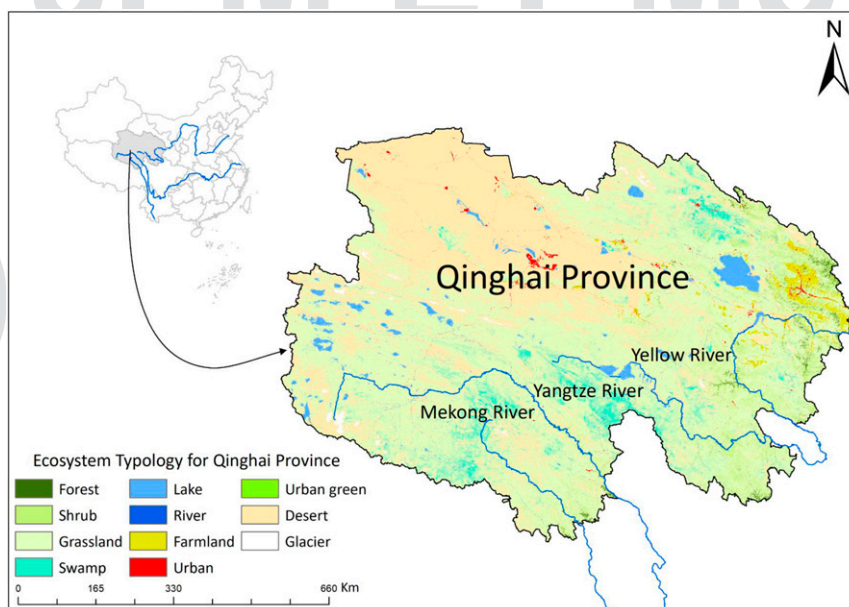 N
Qinghai Province
Yellow River
Yangtze River
Mekong River
Ecosystem Typology for Qinghai Province
Forest Lake Urban green
Shrub River Desert
Grassland Farmland Glacier
Swamp Urban
0 165 330 660 Km